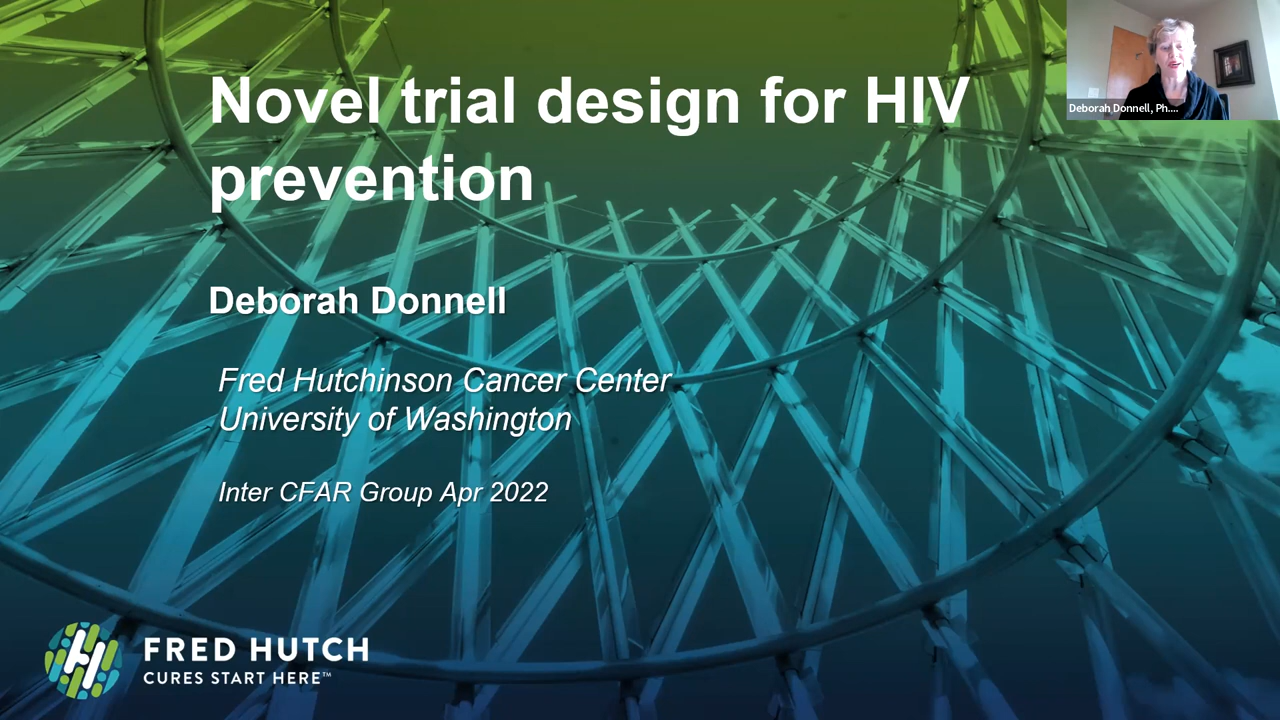 Novel trial design for HIV
prevention
Deborah Donnell
Fred Hutchinson Cancer Center
University of Washington
Inter CFAR Group Apr 2022
FRED HUTCH
CURES START HERE™
Deborah Donnell, Ph....